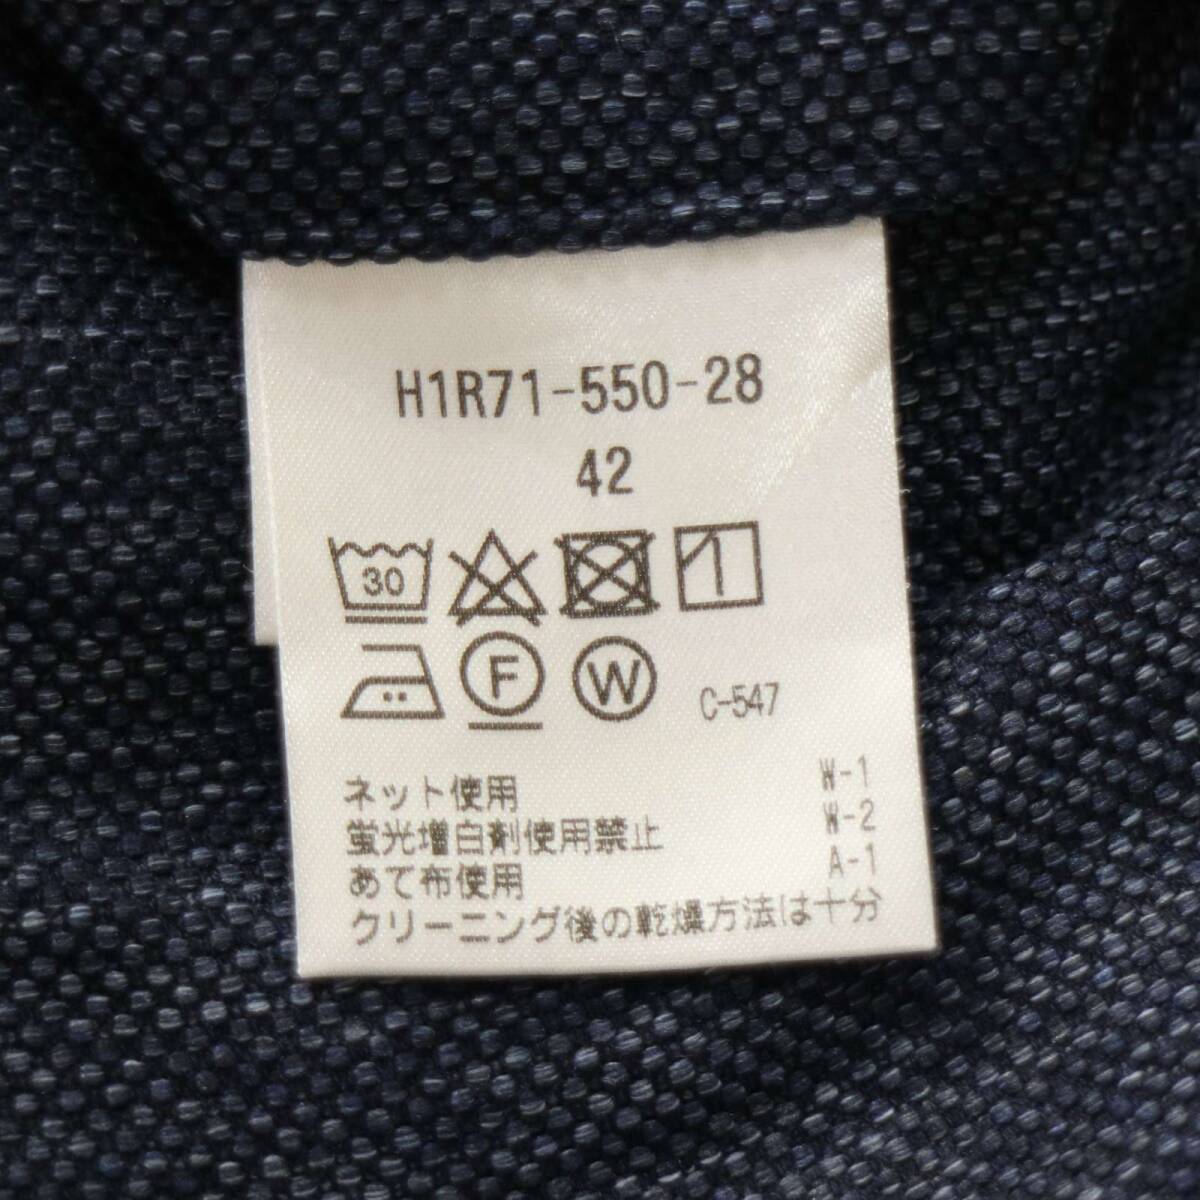 H1R71-550-28
42
30
F W C-547
ネット使用 W-1
蛍光増白剤使用禁止 W-2
あて布使用 A-1
クリーニング後の乾燥方法は十分